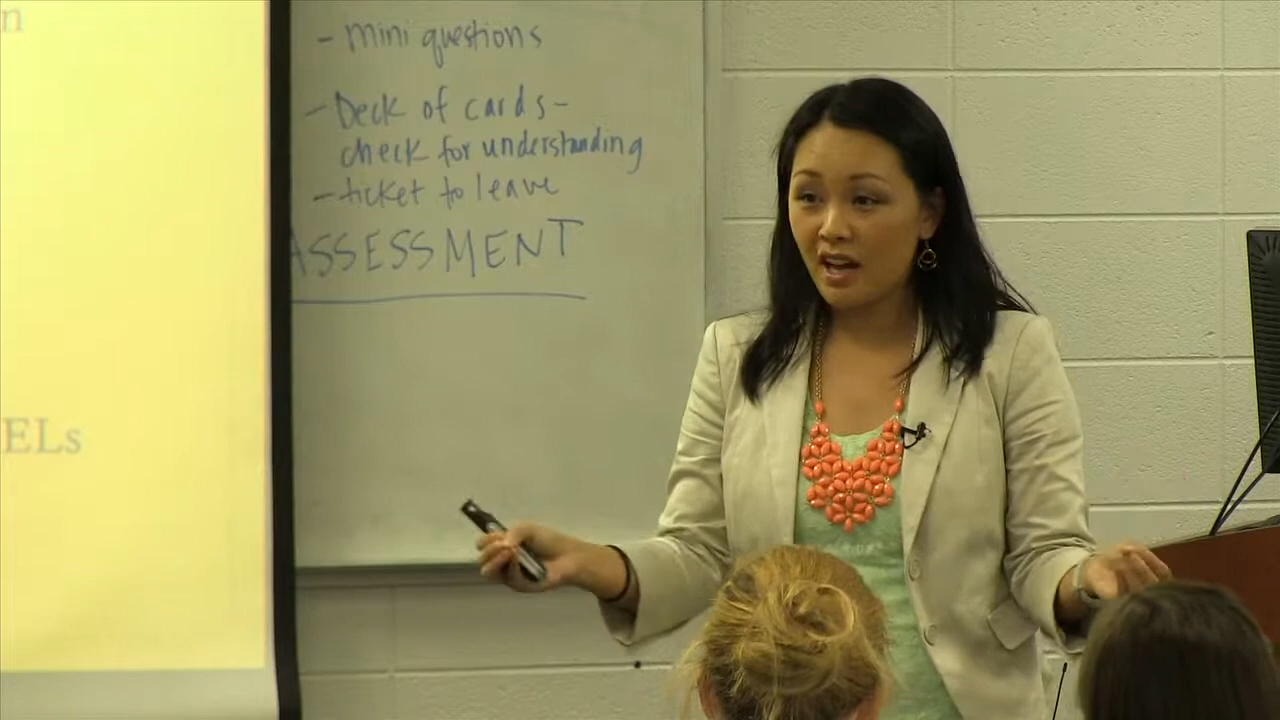 n
ELs
- mini questions
- Deck of cards -
check for understanding
- ticket to leave
ASSESSMENT